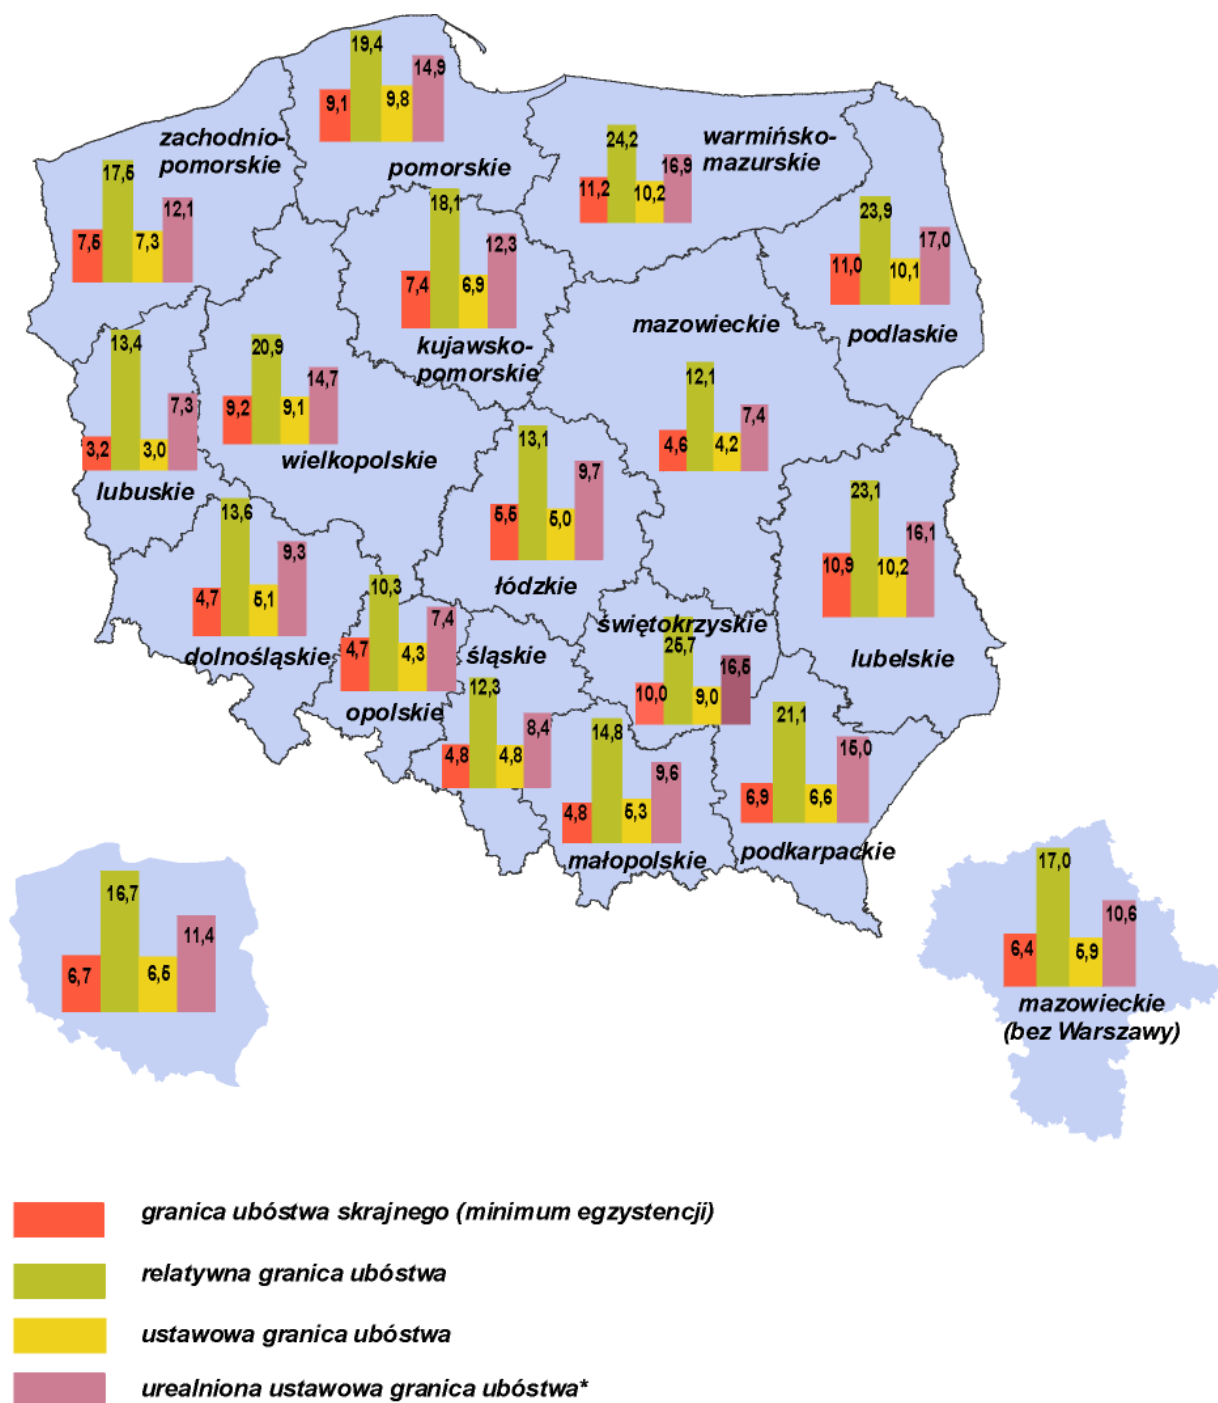 19,4
14,9
9,1
9,8
pomorskie
zachodnio-
pomorskie
17,5
12,1
7,5
7,3
24,2
16,9
11,2
10,2
warmińsko-
mazurskie
18,1
12,3
7,4
6,9
kujawsko-
pomorskie
23,9
17,0
11,0
10,1
podlaskie
mazowieckie
12,1
7,4
4,6
4,2
13,4
7,3
3,2
3,0
lubuskie
20,9
14,7
9,2
9,1
wielkopolskie
13,1
9,7
5,5
5,0
łódzkie
23,1
16,1
10,9
10,2
lubelskie
13,6
9,3
4,7
5,1
dolnośląskie
10,3
7,4
4,7
4,3
opolskie
śląskie
12,3
8,4
4,8
4,8
świętokrzyskie
25,7
16,5
10,0
9,0
14,8
9,6
4,8
5,3
małopolskie
21,1
15,0
6,9
6,6
podkarpackie
16,7
11,4
6,7
6,5
17,0
10,6
6,4
5,9
mazowieckie
(bez Warszawy)
granica ubóstwa skrajnego (minimum egzystencji)
relatywna granica ubóstwa
ustawowa granica ubóstwa
urealniona ustawowa granica ubóstwa*